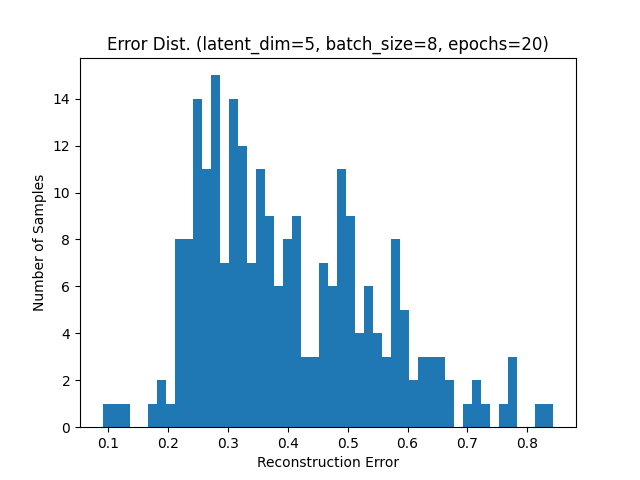 Error Dist. (latent_dim=5, batch_size=8, epochs=20)
Number of Samples
14
12
10
8
6
4
2
0
0.1 0.2 0.3 0.4 0.5 0.6 0.7 0.8
Reconstruction Error